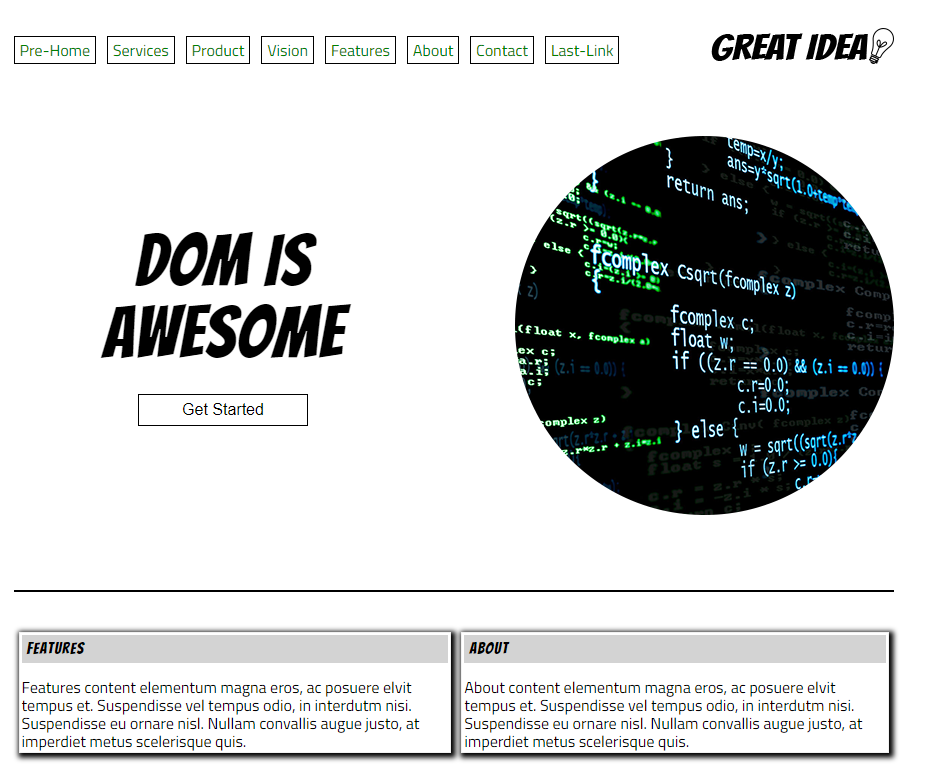 Pre-Home Services Product Vision Features About Contact Last-Link
GREAT IDEA
DOM IS
AWESOME
Get Started
temp=x/y;
}
ans=y*sqrt(1.0+temp*te
return ans;
else {
fcomplex Csqrt(fcomplex z)
{
fcomplex c;
float w;
(float x, fcomplex a)
if ((z.r == 0.0) && (z.i == 0.0)) {
c.r=0.0;
c.i=0.0;
omplex z)
} else {
w = sqrt((sqrt(z.r*z
if (z.r >= 0.0){
FEATURES
Features content elementum magna eros, ac posuere elvit
tempus et. Suspendisse vel tempus odio, in interdutm nisi.
Suspendisse eu ornare nisl. Nullam convallis augue justo, at
imperdiet metus scelerisque quis.
ABOUT
About content elementum magna eros, ac posuere elvit
tempus et. Suspendisse vel tempus odio, in interdutm nisi.
Suspendisse eu ornare nisl. Nullam convallis augue justo, at
imperdiet metus scelerisque quis.